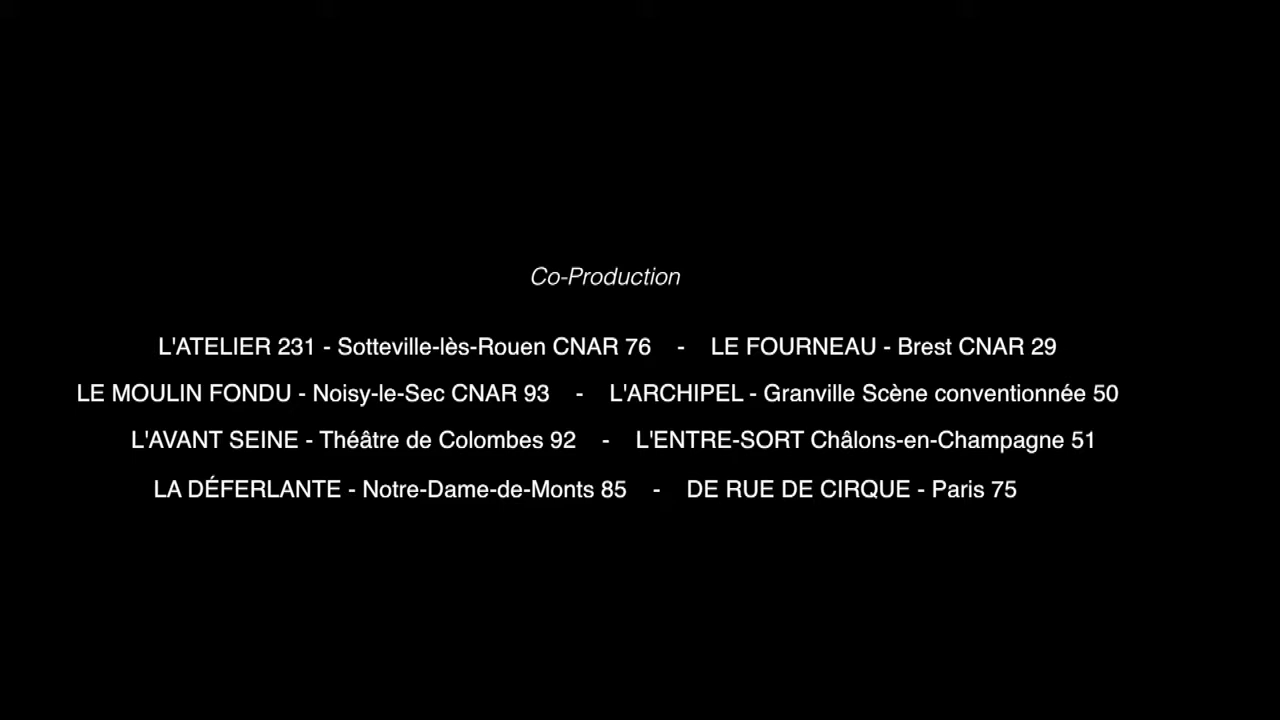 Co-Production
L'ATELIER 231 - Sotteville-lès-Rouen CNAR 76 - LE FOURNEAU - Brest CNAR 29
LE MOULIN FONDU - Noisy-le-Sec CNAR 93 - L'ARCHIPEL - Granville Scène conventionnée 50
L'AVANT SEINE - Théâtre de Colombes 92 - L'ENTRE-SORT Châlons-en-Champagne 51
LA DÉFERLANTE - Notre-Dame-de-Monts 85 - DE RUE DE CIRQUE - Paris 75